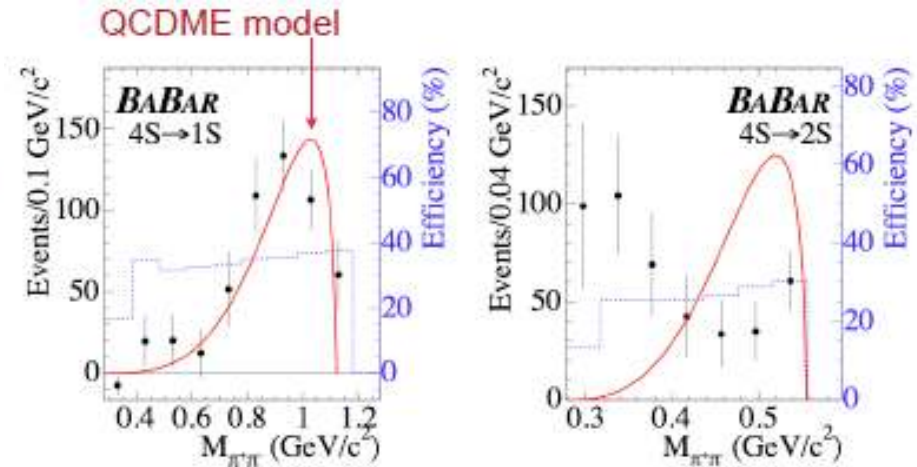 QCDME model
Events/0.1 GeV/c²
150
100
50
0
BABAR
4S→1S
80
60
40
20
0
Efficiency (%)
0.4 0.6 0.8 1 1.2
M_π⁺π⁻ (GeV/c²)
Events/0.04 GeV/c²
150
100
50
0
BABAR
4S→2S
80
60
40
20
0
Efficiency (%)
0.3 0.4 0.5
M_π⁺π⁻ (GeV/c²)